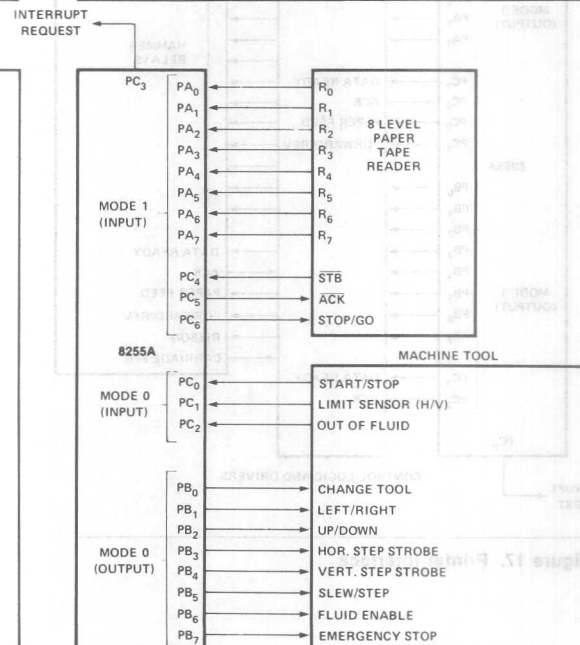 INTERRUPT
REQUEST
PC3
PA0
PA1
PA2
PA3
PA4
PA5
PA6
PA7
MODE 1
(INPUT)
PC4
PC5
PC6
R0
R1
R2
R3
R4
R5
R6
R7
8 LEVEL
PAPER
TAPE
READER
STB
ACK
STOP/GO
8255A
MACHINE TOOL
MODE 0
(INPUT)
PC0
PC1
PC2
START/STOP
LIMIT SENSOR (H/V)
OUT OF FLUID
MODE 0
(OUTPUT)
PB0
PB1
PB2
PB3
PB4
PB5
PB6
PB7
CHANGE TOOL
LEFT/RIGHT
UP/DOWN
HOR. STEP STROBE
VERT. STEP STROBE
SLEW/STEP
FLUID ENABLE
EMERGENCY STOP